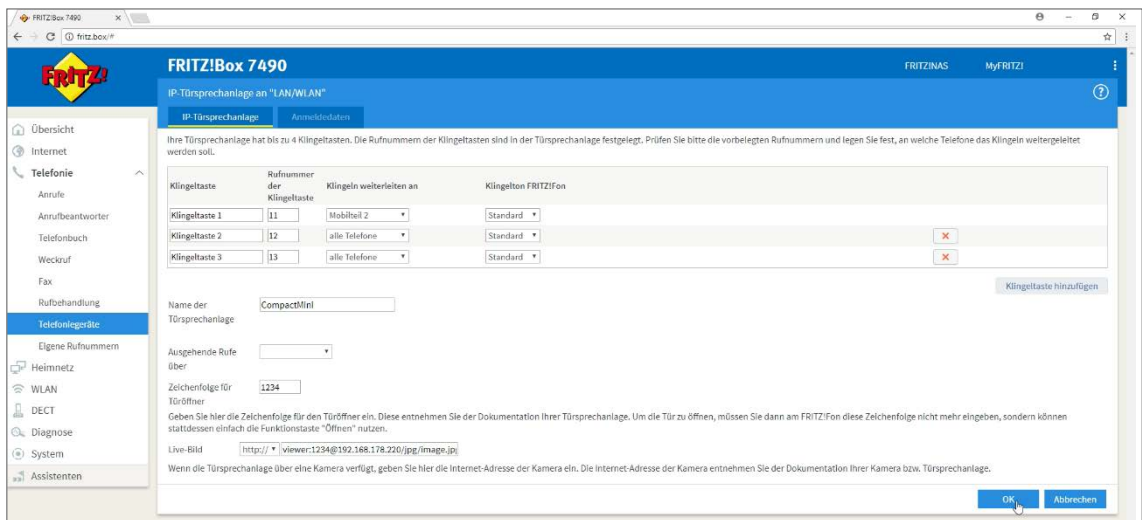 FRITZ!Box 7490
fritz.box/#
FRITZ!
FRITZ!Box 7490
FRITZ!NAS
MyFRITZ!
IP-Türsprechanlage an "LAN/WLAN"
IP-Türsprechanlage
Anmeldedaten
Übersicht
Internet
Telefonie
Anrufe
Anrufbeantworter
Telefonbuch
Weckruf
Fax
Rufbehandlung
Telefoniegeräte
Eigene Rufnummern
Heimnetz
WLAN
DECT
Diagnose
System
Assistenten
Ihre Türsprechanlage hat bis zu 4 Klingeltasten. Die Rufnummern der Klingeltasten sind in der Türsprechanlage festgelegt. Prüfen Sie bitte die vorbelegten Rufnummern und legen Sie fest, an welche Telefone das Klingeln weitergeleitet
werden soll.
Klingeltaste
Rufnummer
der
Klingeltaste
Klingeln weiterleiten an
Klingelton FRITZ!Fon
Klingeltaste 1
11
Mobilteil 2
Standard
Klingeltaste 2
12
alle Telefone
Standard
Klingeltaste 3
13
alle Telefone
Standard
Klingeltaste hinzufügen
Name der
Türsprechanlage
CompactMini
Ausgehende Rufe
über
Zeichenfolge für
Türöffner
1234
Geben Sie hier die Zeichenfolge für den Türöffner ein. Diese entnehmen Sie der Dokumentation Ihrer Türsprechanlage. Um die Tür zu öffnen, müssen Sie dann am FRITZ!Fon diese Zeichenfolge nicht mehr eingeben, sondern können
stattdessen einfach die Funktionstaste "Öffnen" nutzen.
Live-Bild
http://
viewer:1234@192.168.178.220/jpg/image.jp
Wenn die Türsprechanlage über eine Kamera verfügt, geben Sie hier die Internet-Adresse der Kamera ein. Die Internet-Adresse der Kamera entnehmen Sie der Dokumentation Ihrer Kamera bzw. Türsprechanlage.
OK
Abbrechen